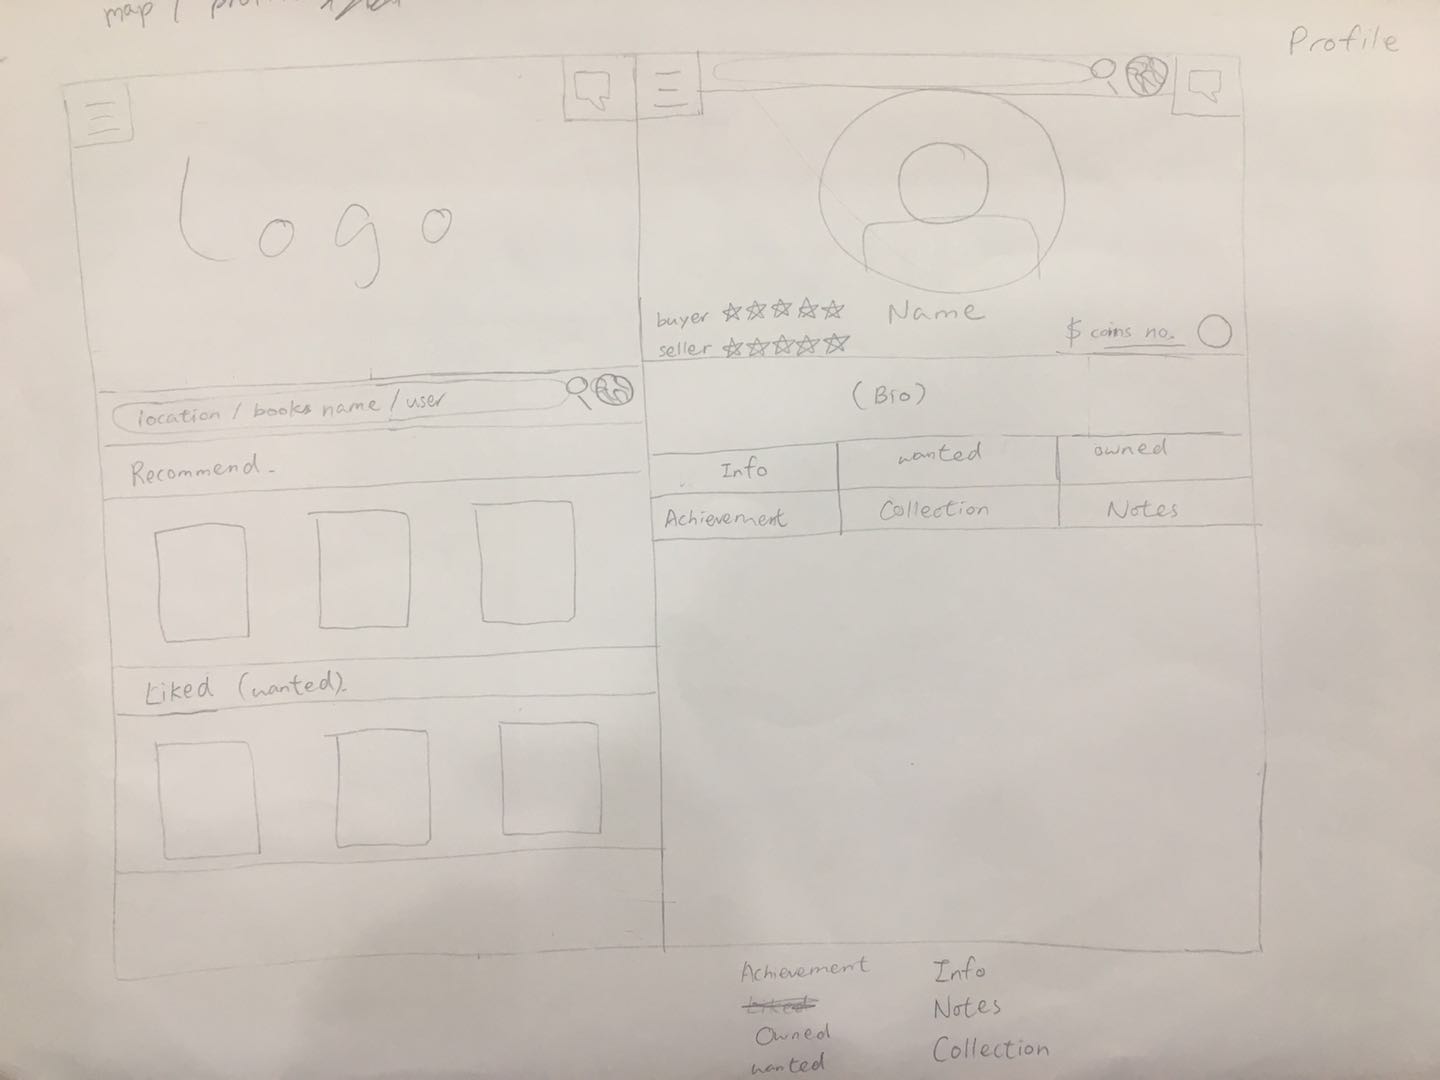 map /
Profile
Logo
buyer ☆☆☆☆☆
Name
seller ☆☆☆☆☆
$ coins no.
location / books name / user
(Bio)
Recommend.
Info
wanted
owned
Achievement
Collection
Notes
Liked (wanted).
Achievement
Info
Liked
Notes
Owned
wanted
Collection